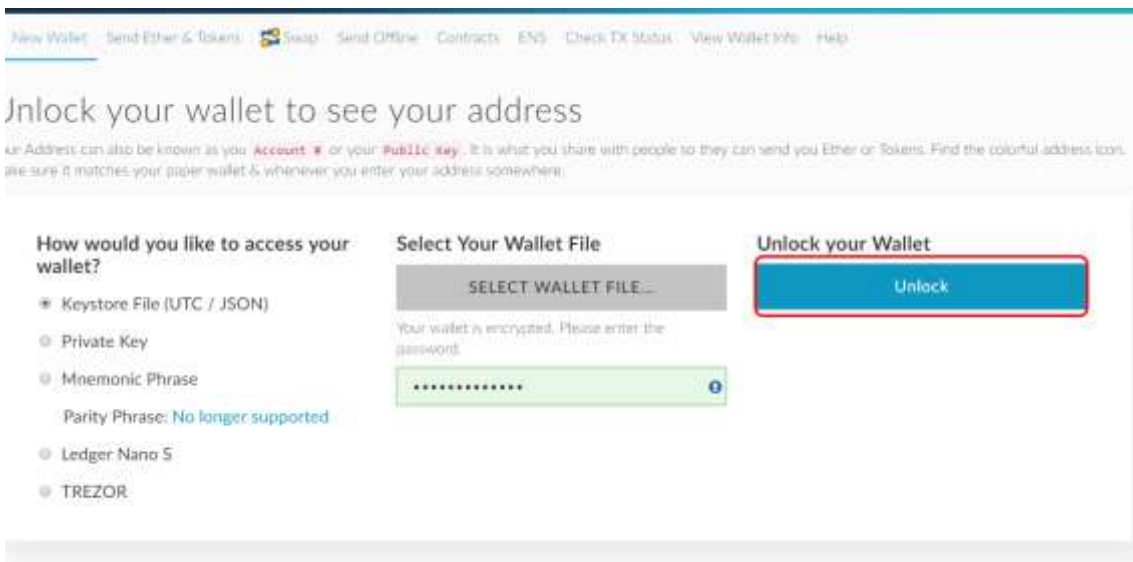 New Wallet Send Ether & Tokens Swap Send Offline Contracts ENS Check TX Status View Wallet Info Help
Unlock your wallet to see your address
ur Address can also be known as you Account # or your Public Key. It is what you share with people so they can send you Ether or Tokens. Find the colorful address icon.
ake sure it matches your paper wallet & whenever you enter your address somewhere.
How would you like to access your
wallet?
Keystore File (UTC / JSON)
Private Key
Mnemonic Phrase
Parity Phrase: No longer supported
Ledger Nano S
TREZOR
Select Your Wallet File
SELECT WALLET FILE...
Your wallet is encrypted. Please enter the
password.
•••••••••••••
Unlock your Wallet
Unlock